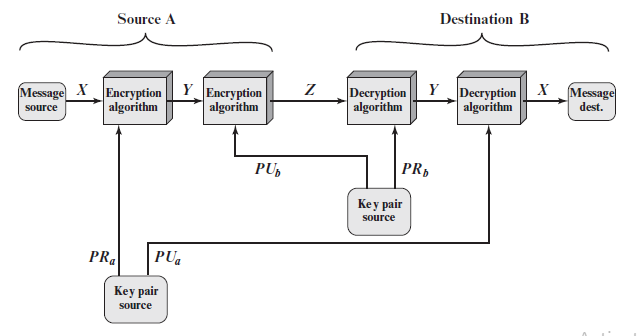 Source A
Destination B
Message
source
X
Encryption
algorithm
Y
Encryption
algorithm
Z
Decryption
algorithm
Y
Decryption
algorithm
X
Message
dest.
PUb
PRb
Key pair
source
PRa
PUa
Key pair
source